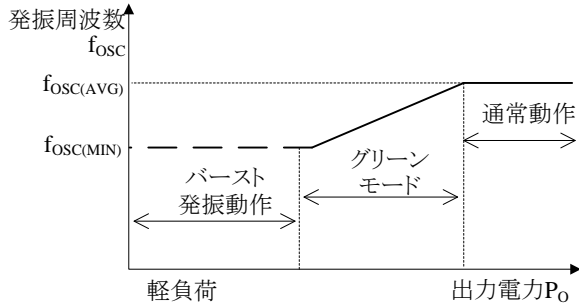 発振周波数
fOSC
fOSC(AVG)
通常動作
fOSC(MIN)
グリーン
モード
バースト
発振動作
軽負荷
出力電力PO